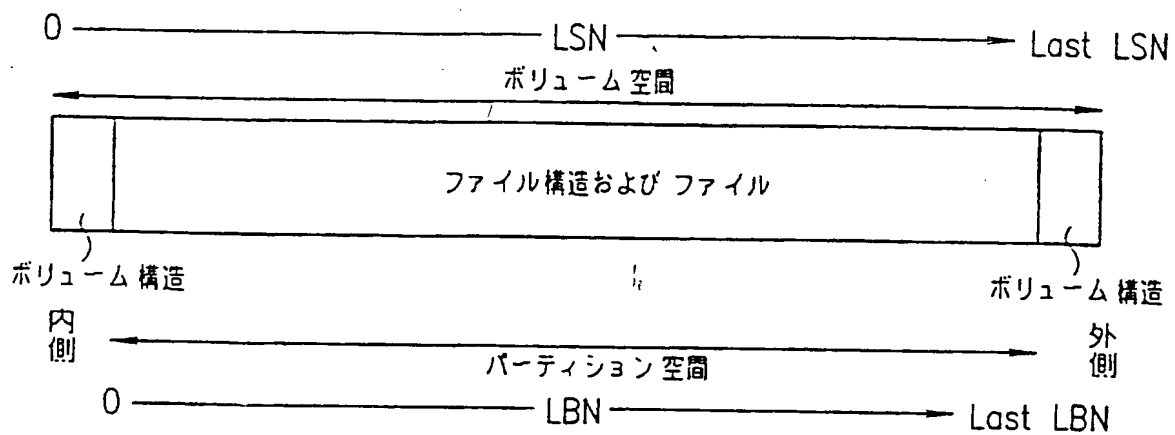 0 LSN Last LSN
ボリューム空間
ファイル構造および ファイル
ボリューム構造 ボリューム構造
内側 外側
パーティション空間
0 LBN Last LBN